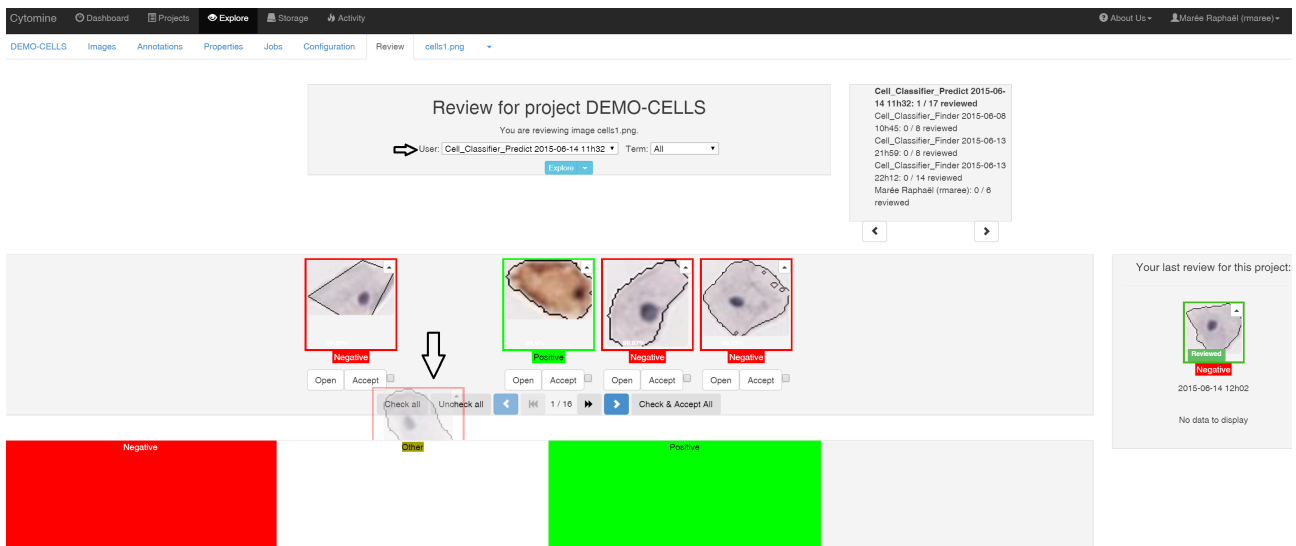 Cytomine Dashboard Projects Explore Storage Activity About Us Marée Raphaël (rmaree)
DEMO-CELLS Images Annotations Properties Jobs Configuration Review cells1.png
Review for project DEMO-CELLS
You are reviewing image cells1.png.
User: Cell_Classifier_Predict 2015-06-14 11h32 Term: All
Explore
Cell_Classifier_Predict 2015-06-
14 11h32: 1 / 17 reviewed
Cell_Classifier_Finder 2015-06-08
10h45: 0 / 8 reviewed
Cell_Classifier_Finder 2015-06-13
21h59: 0 / 8 reviewed
Cell_Classifier_Finder 2015-06-13
22h12: 0 / 14 reviewed
Marée Raphaël (rmaree): 0 / 6
reviewed
Negative Positive Negative Negative
Open Accept Open Accept Open Accept Open Accept
Check all Uncheck all 1 / 16 Check & Accept All
Your last review for this project:
Reviewed
Negative
2015-06-14 12h02
No data to display
Negative Other Positive